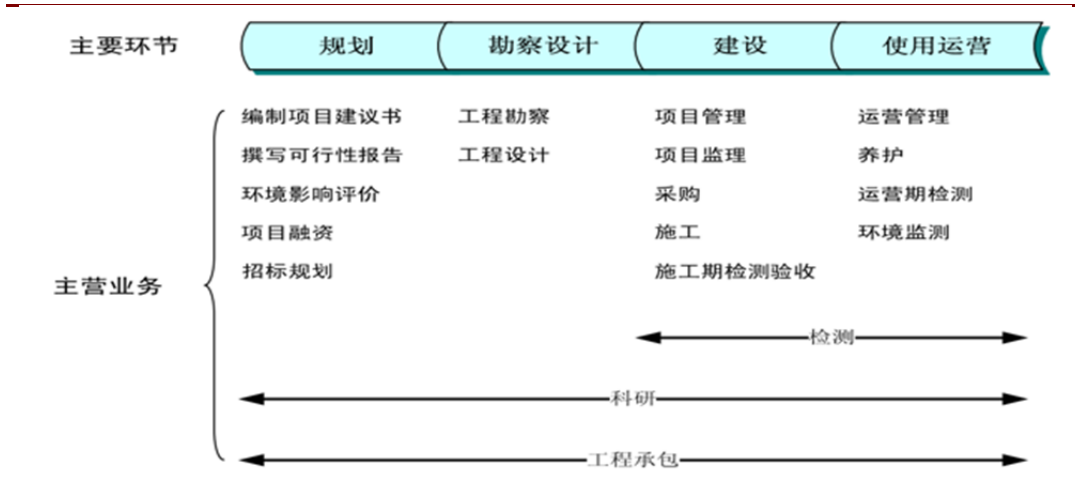 主要环节 规划 勘察设计 建设 使用运营
编制项目建议书 工程勘察 项目管理 运营管理
撰写可行性报告 工程设计 项目监理 养护
环境影响评价 采购 运营期检测
项目融资 施工 环境监测
招标规划 施工期检测验收
主营业务
检测
科研
工程承包